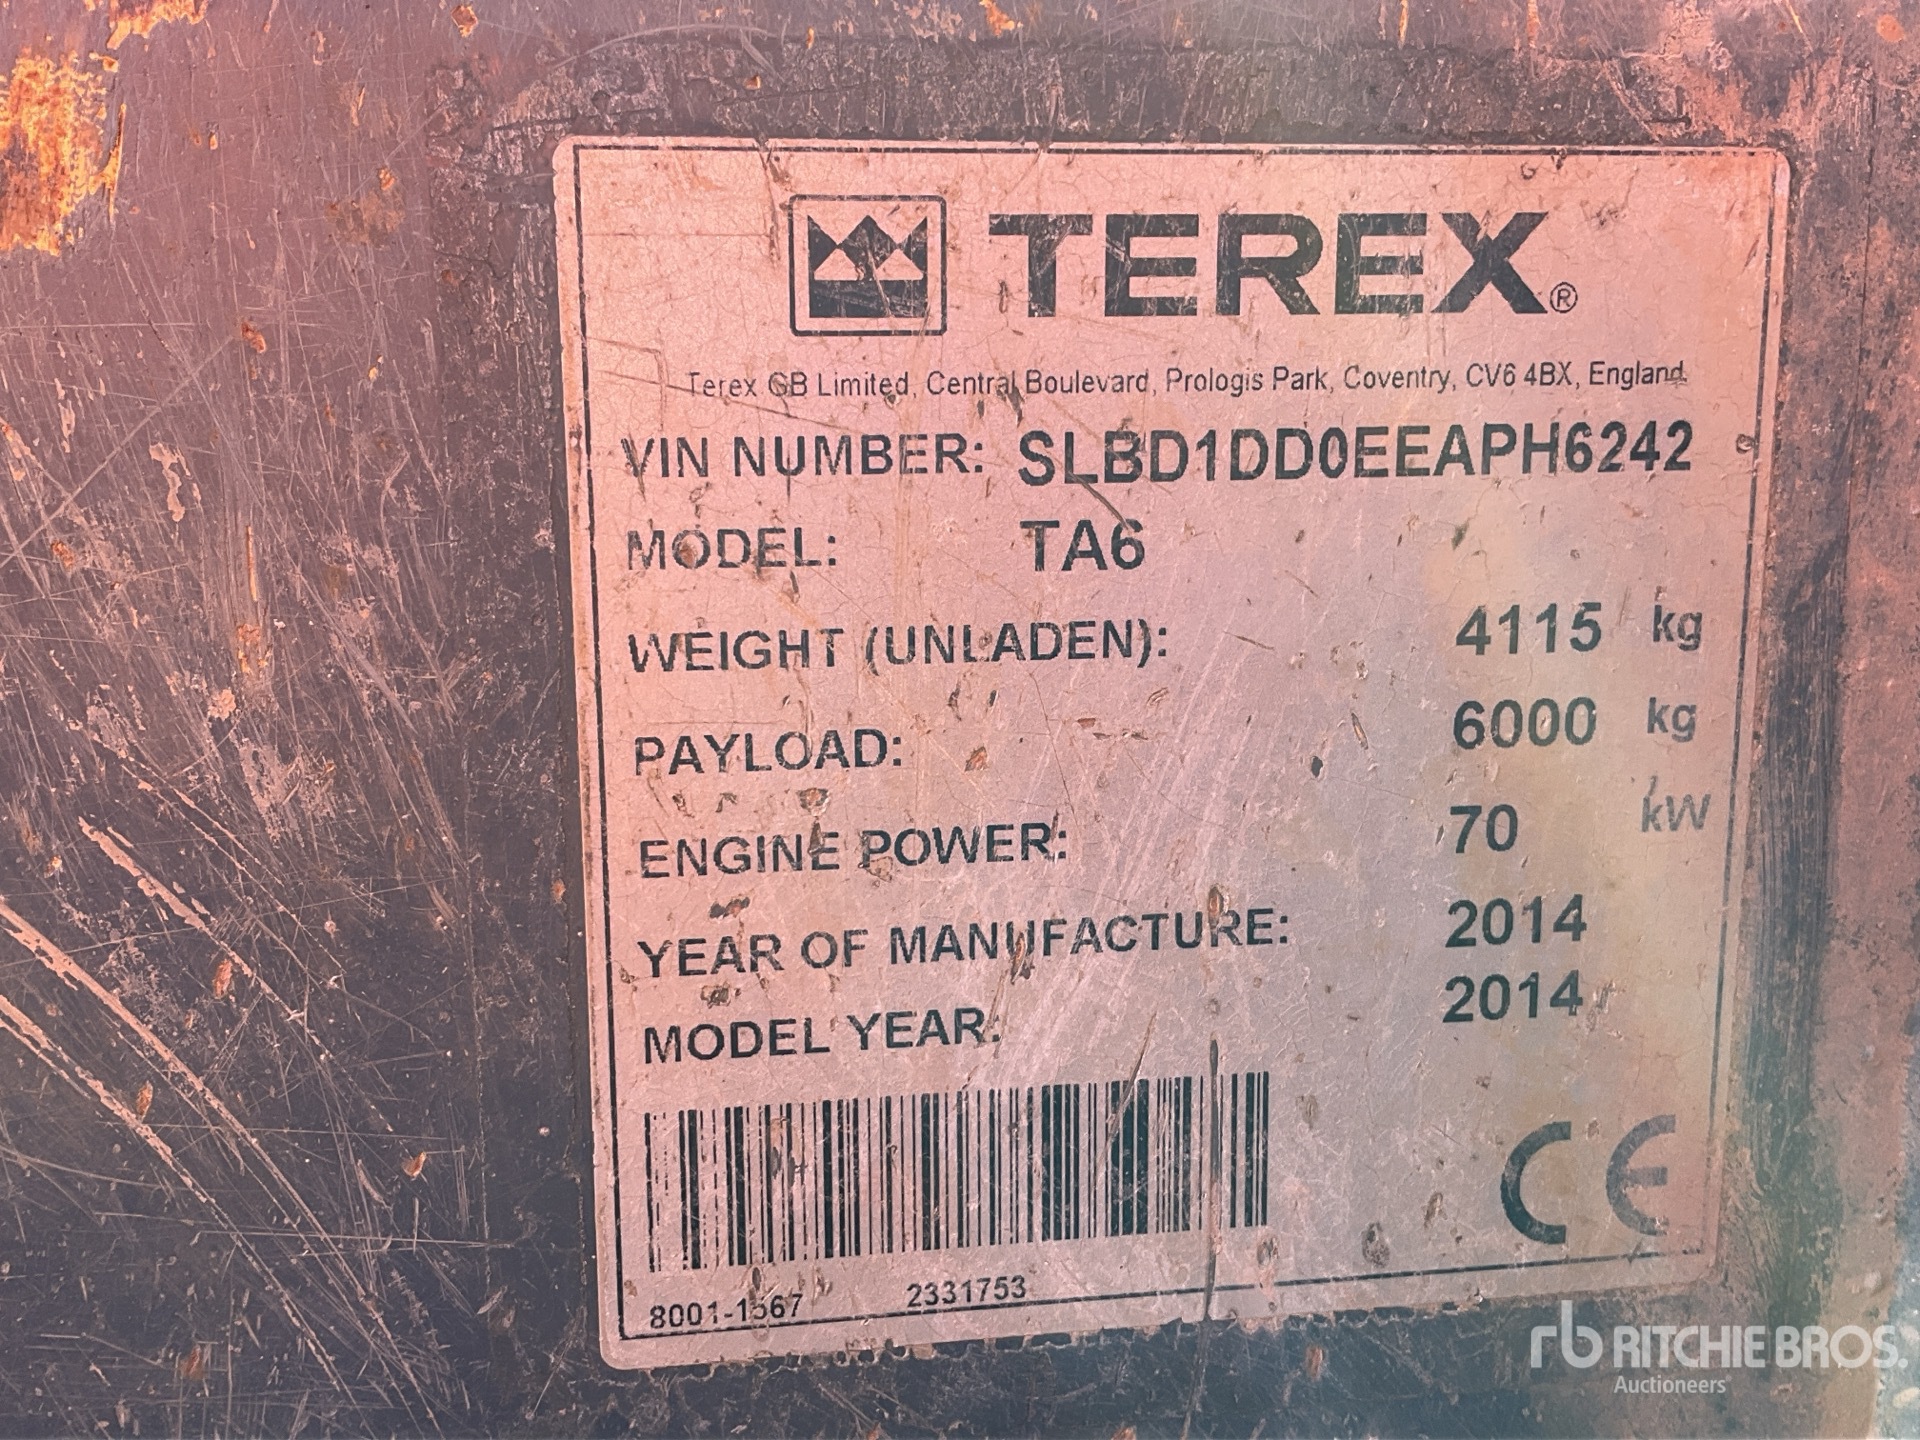 TEREX®
Terex GB Limited, Central Boulevard, Prologis Park, Coventry, CV6 4BX, England
VIN NUMBER: SLBD1DD0EEAPH6242
MODEL: TA6
WEIGHT (UNLADEN): 4115 kg
PAYLOAD: 6000 kg
ENGINE POWER: 70 kW
YEAR OF MANUFACTURE: 2014
MODEL YEAR: 2014
CE
8001-1567 2331753
rb RITCHIE BROS.
Auctioneers